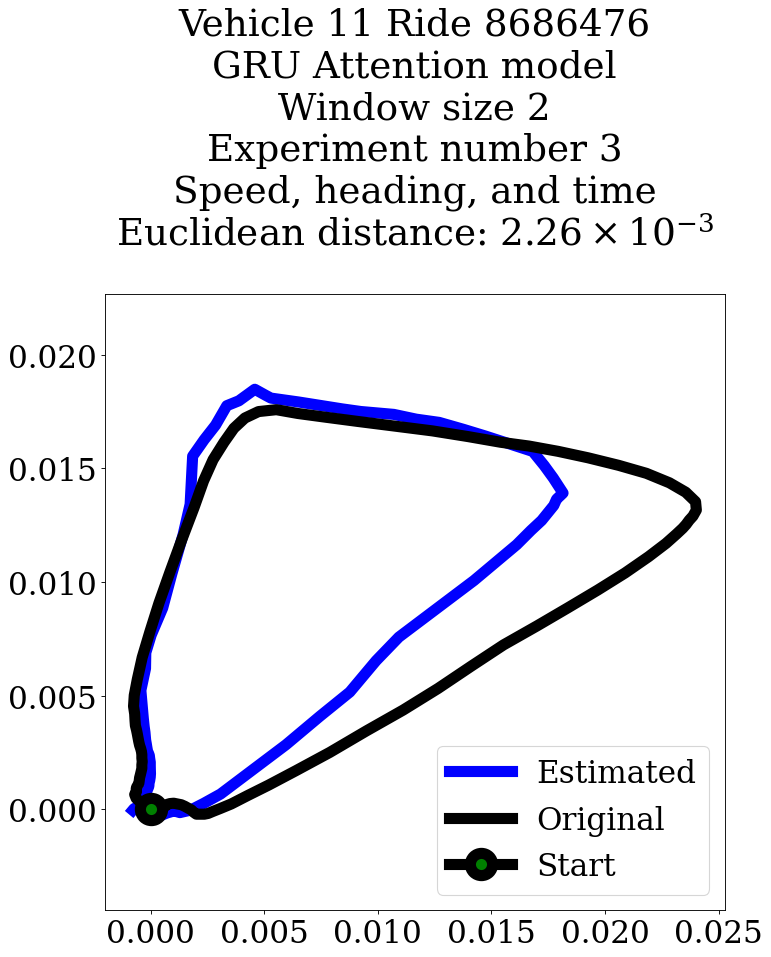 Vehicle 11 Ride 8686476
GRU Attention model
Window size 2
Experiment number 3
Speed, heading, and time
Euclidean distance: 2.26 × 10⁻³
0.020
0.015
0.010
0.005
0.000
Estimated
Original
Start
0.000 0.005 0.010 0.015 0.020 0.025